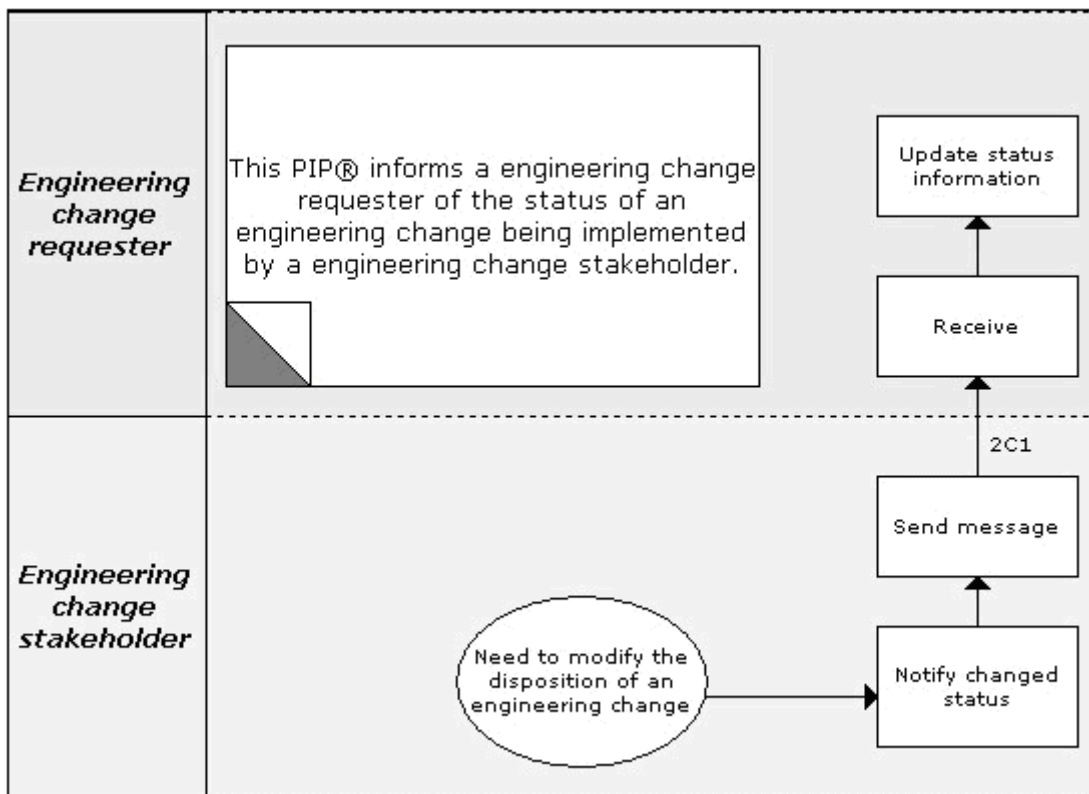 Engineering
change
requester
This PIP® informs a engineering change
requester of the status of an
engineering change being implemented
by a engineering change stakeholder.
Update status
information
Receive
2C1
Engineering
change
stakeholder
Send message
Need to modify the
disposition of an
engineering change
Notify changed
status